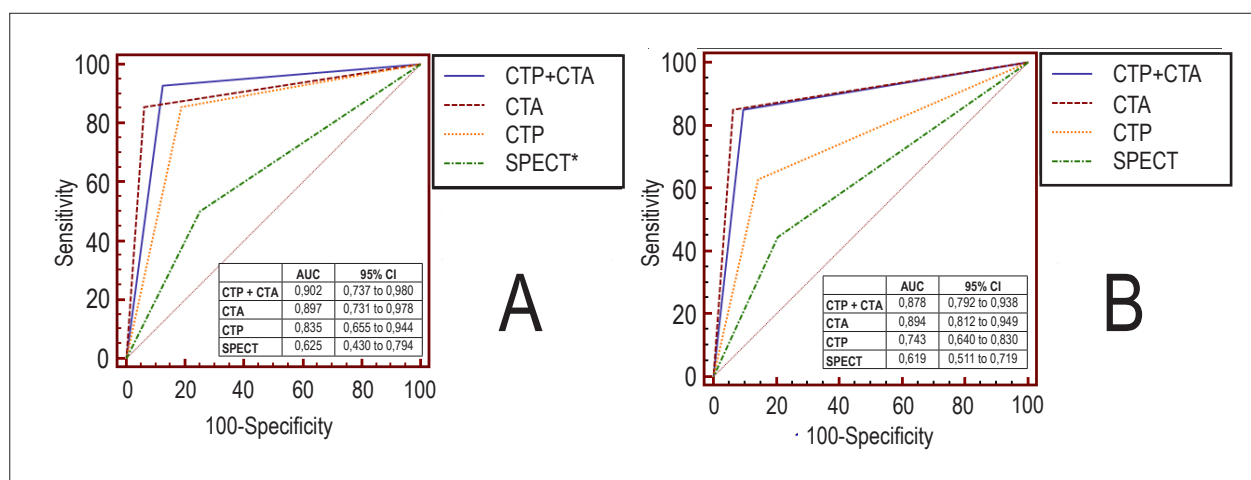 100
80
60
40
20
0
Sensitivity
0 20 40 60 80 100
100-Specificity
CTP+CTA
CTA
CTP
SPECT*
AUC 95% CI
CTP + CTA 0,902 0,737 to 0,980
CTA 0,897 0,731 to 0,978
CTP 0,835 0,655 to 0,944
SPECT 0,625 0,430 to 0,794
A
100
80
60
40
20
0
Sensitivity
0 20 40 60 80 100
100-Specificity
CTP+CTA
CTA
CTP
SPECT
AUC 95% CI
CTP + CTA 0,878 0,792 to 0,938
CTA 0,894 0,812 to 0,949
CTP 0,743 0,640 to 0,830
SPECT 0,619 0,511 to 0,719
B